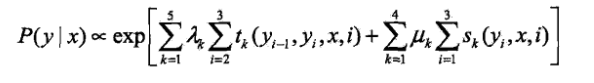 P(y | x) ∝ exp[ ∑_{k=1}^{5} λ_k ∑_{i=2}^{3} t_k(y_{i-1}, y_i, x, i) + ∑_{k=1}^{4} μ_k ∑_{i=1}^{3} s_k(y_i, x, i) ]